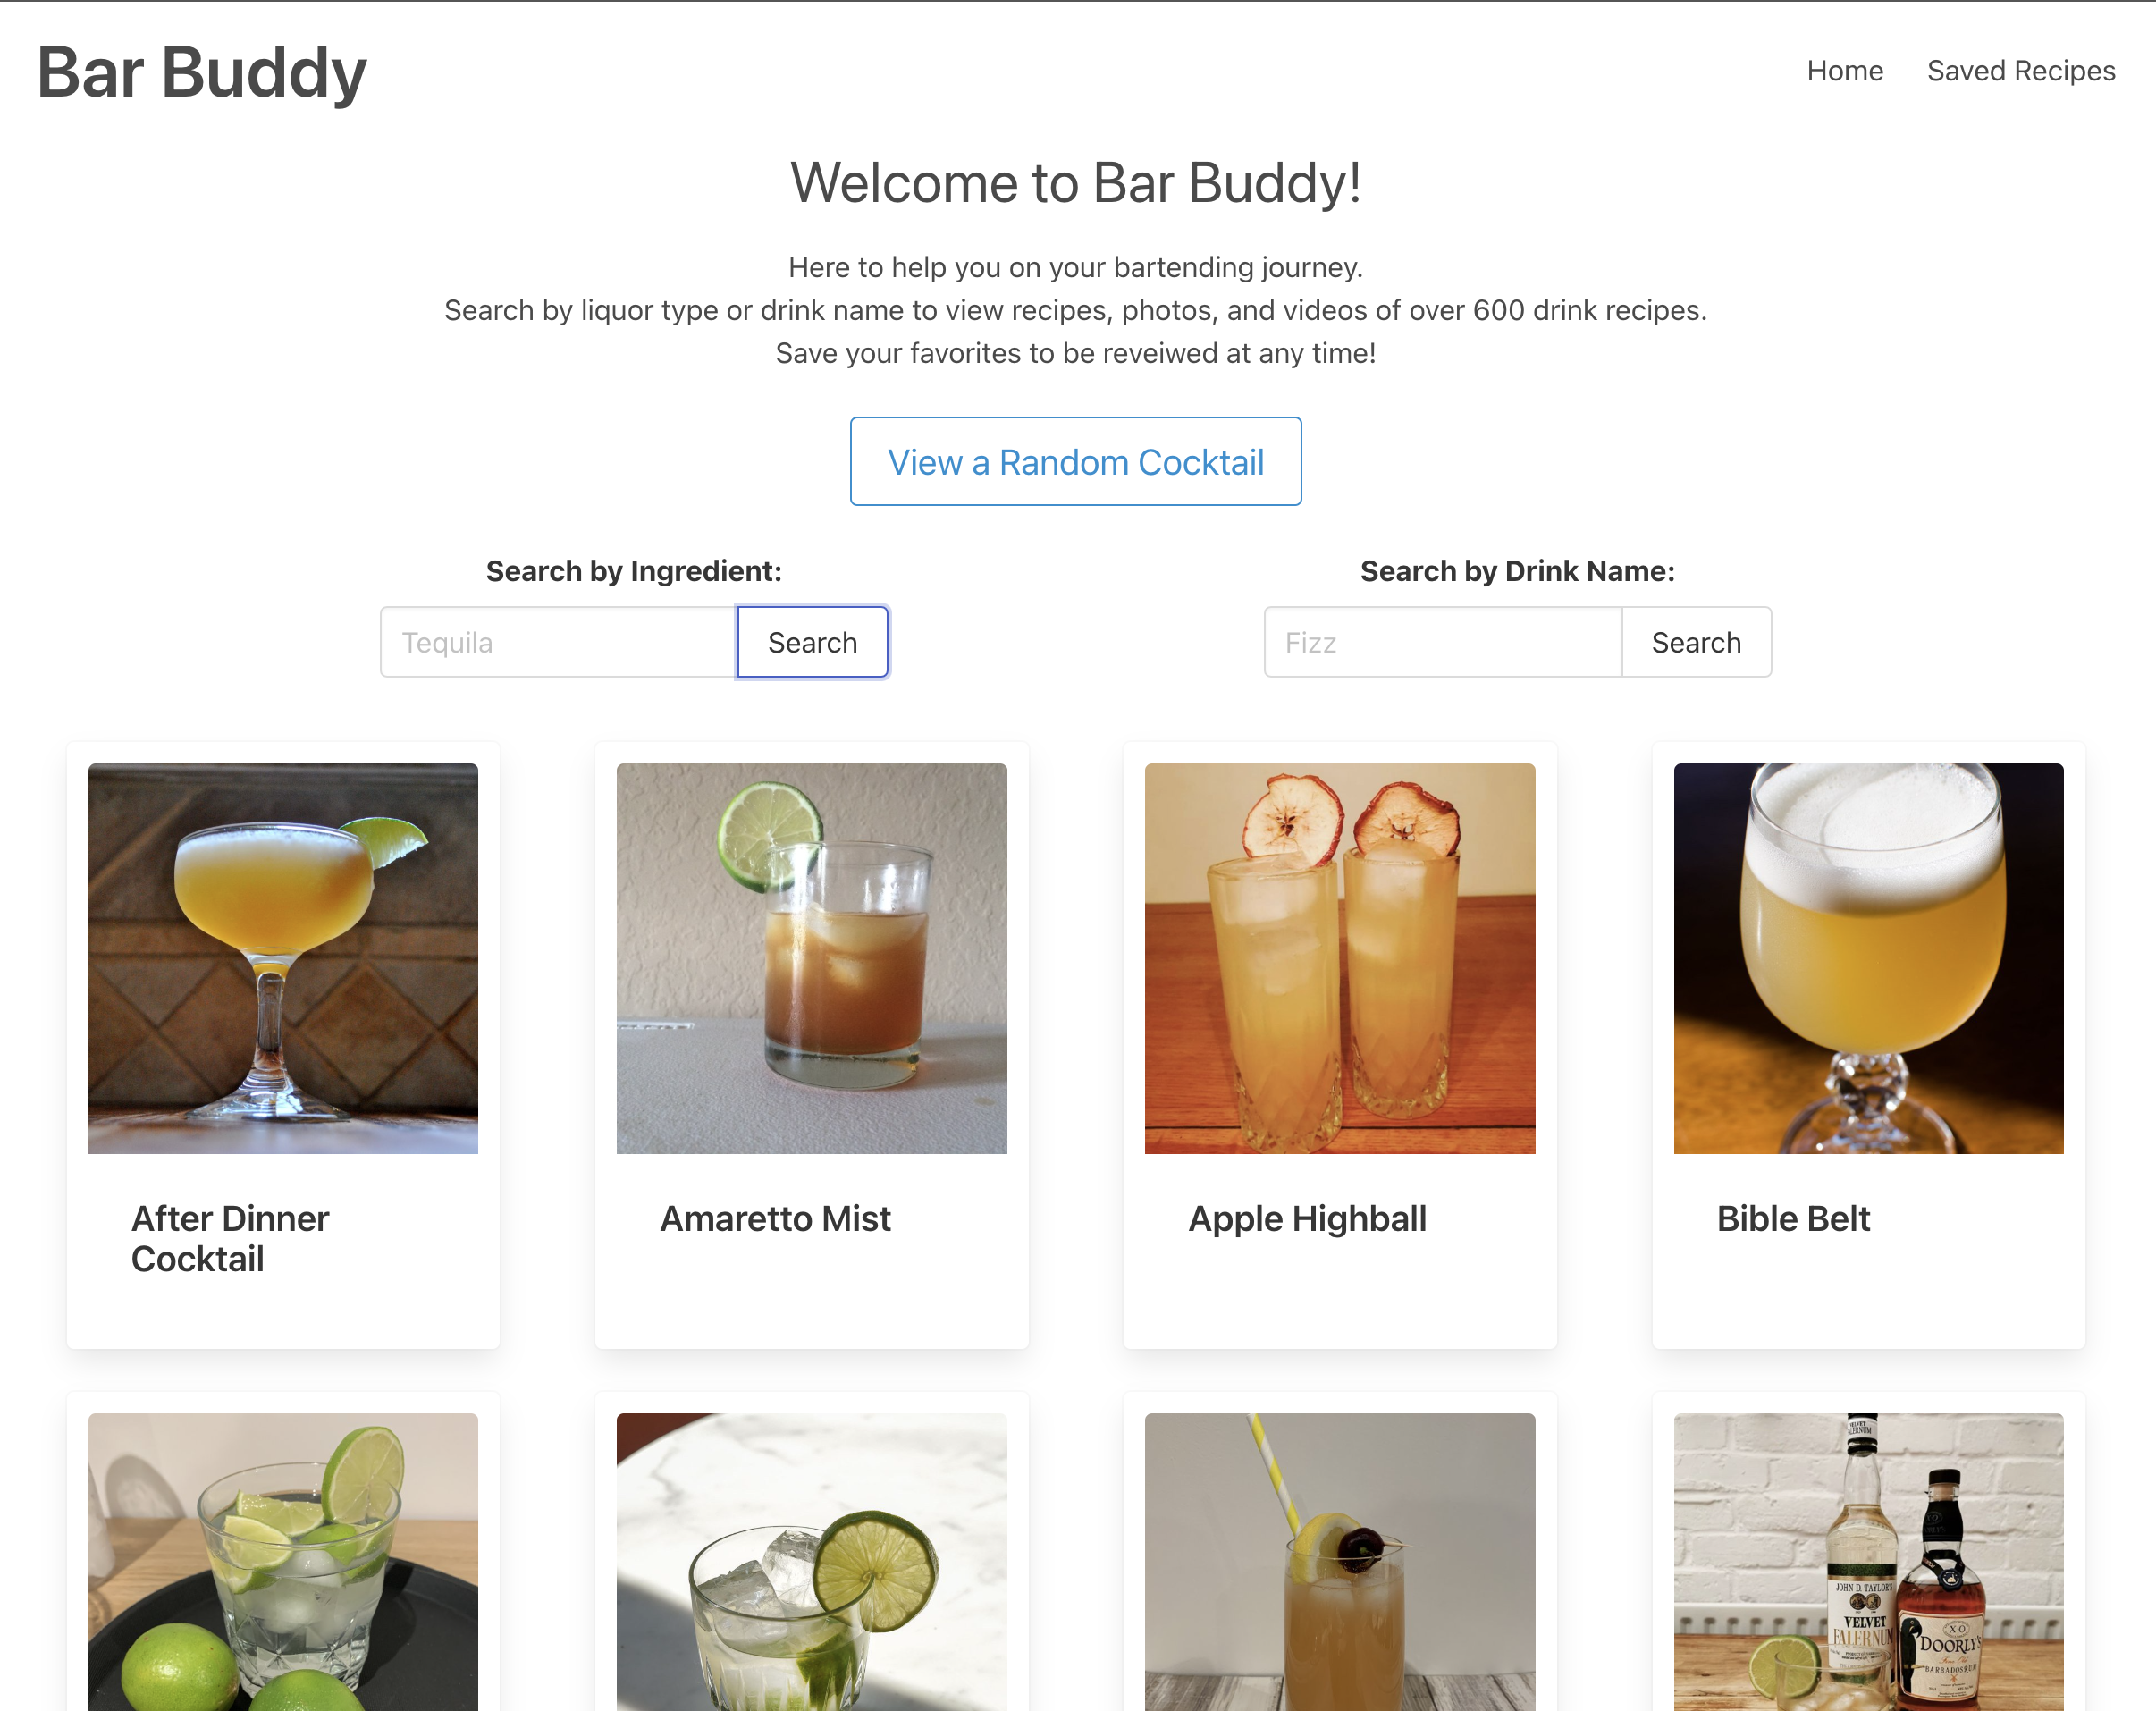 Bar Buddy
Home
Saved Recipes
Welcome to Bar Buddy!
Here to help you on your bartending journey.
Search by liquor type or drink name to view recipes, photos, and videos of over 600 drink recipes.
Save your favorites to be reveiwed at any time!
View a Random Cocktail
Search by Ingredient:
Tequila
Search
Search by Drink Name:
Fizz
Search
After Dinner
Cocktail
Amaretto Mist
Apple Highball
Bible Belt
VELVET
FALERNUM
JOHN D. TAYLOR'S
VELVET
FALERNUM
XO
DOORLY'S
BARBADOS RUM